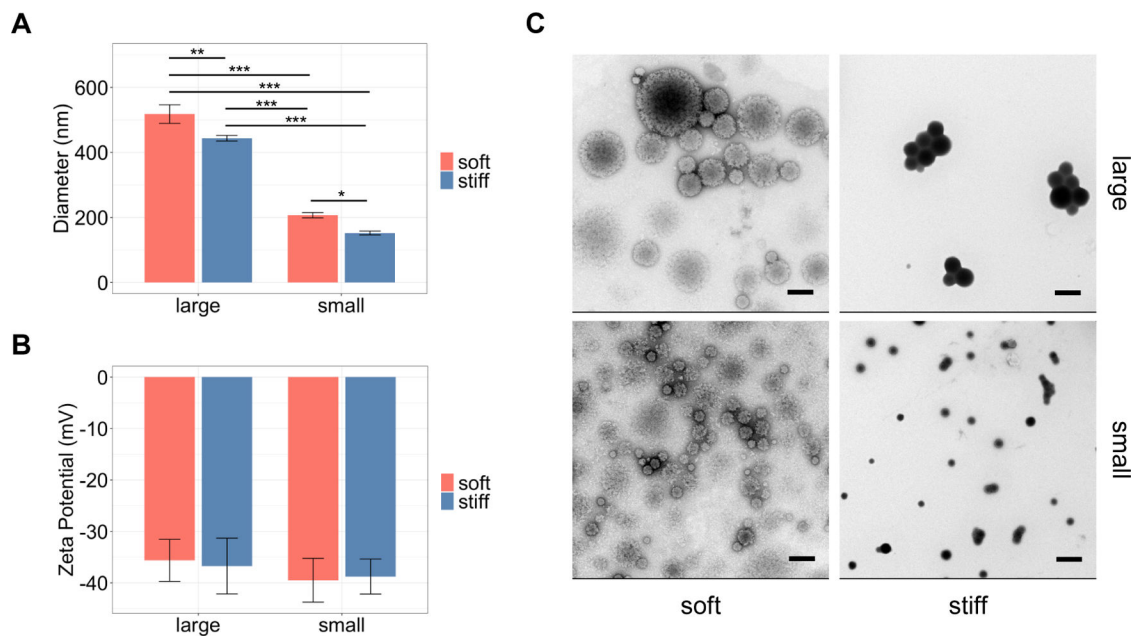 A
Diameter (nm)
600
400
200
0
**
***
***
***
***
*
large
small
soft
stiff
B
Zeta Potential (mV)
0
-10
-20
-30
-40
large
small
soft
stiff
C
large
small
soft
stiff